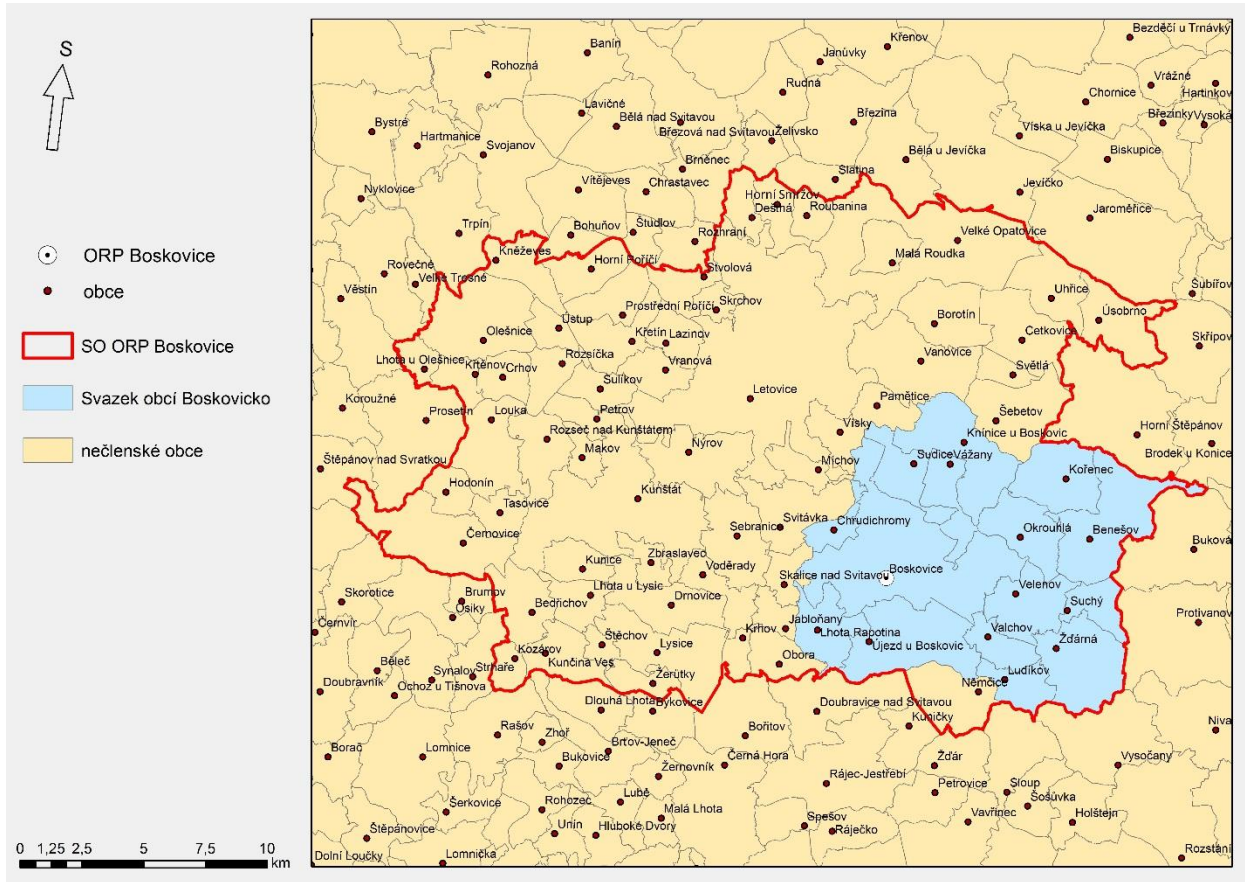 S
ORP Boskovice
obce
SO ORP Boskovice
Svazek obcí Boskovicko
nečlenské obce
0 1,25 2,5 5 7,5 10
km
Banín
Křenov
Bezděčí u Trnávky
Janůvky
Rohozná
Rudná
Vrážné
Chornice
Hartinkov
Lavičné
Bělá nad Svitavou
Březina
Březinky
Vysoká
Bystré
Hartmanice
Březová nad Svitavou
Želivsko
Víska u Jevíčka
Svojanov
Brněnec
Bělá u Jevíčka
Biskupice
Nyklovice
Vítějeves
Chrastavec
Slatina
Jevíčko
Horní Smržov
Deštná
Roubanina
Jaroměřice
Trpín
Bohuňov
Študlov
Rozhraní
Velké Opatovice
Kněževes
Malá Roudka
Rovečné
Velké Tresné
Horní Poříčí
Stvolová
Věstín
Uhřice
Šubířov
Prostřední Poříčí
Skrchov
Úsobrno
Olešnice
Ústup
Borotín
Křetín
Lazinov
Cetkovice
Skřípov
Lhota u Olešnice
Křtěnov
Crhov
Rozsíčka
Vranová
Vanovice
Světlá
Sulíkov
Letovice
Koroužné
Prosetín
Louka
Petrov
Pamětice
Šebetov
Rozseč nad Kunštátem
Vísky
Horní Štěpánov
Makov
Nýrov
Knínice u Boskovic
Brodek u Konice
Štěpánov nad Svratkou
Míchov
Sudice
Vážany
Hodonín
Kořenec
Kunštát
Tasovice
Sebranice
Svitávka
Chrudichromy
Okrouhlá
Benešov
Černovice
Buková
Kunice
Zbraslavec
Voděrady
Skalice nad Svitavou
Boskovice
Skorotice
Brumov
Lhota u Lysic
Velenov
Osiky
Bedřichov
Drnovice
Suchý
Protivanov
Černvír
Štěchov
Krhov
Jabloňany
Lhota Rapotina
Valchov
Újezd u Boskovic
Žďárná
Kozárov
Kunčina Ves
Lysice
Obora
Běleč
Synalov
Strhaře
Žerůtky
Němčice
Ludíkov
Doubravník
Ochoz u Tišnova
Dlouhá Lhota
Býkovice
Doubravice nad Svitavou
Kuničky
Niva
Rašov
Zhoř
Brťov-Jeneč
Bořitov
Borač
Lomnice
Bukovice
Žernovník
Černá Hora
Žďár
Vysočany
Rájec-Jestřebí
Petrovice
Sloup
Šošůvka
Lubě
Šerkovice
Rohozec
Malá Lhota
Vavřinec
Holštejn
Štěpánovice
Unín
Hluboké Dvory
Spešov
Ráječko
Dolní Loučky
Lomnička
Rozstání